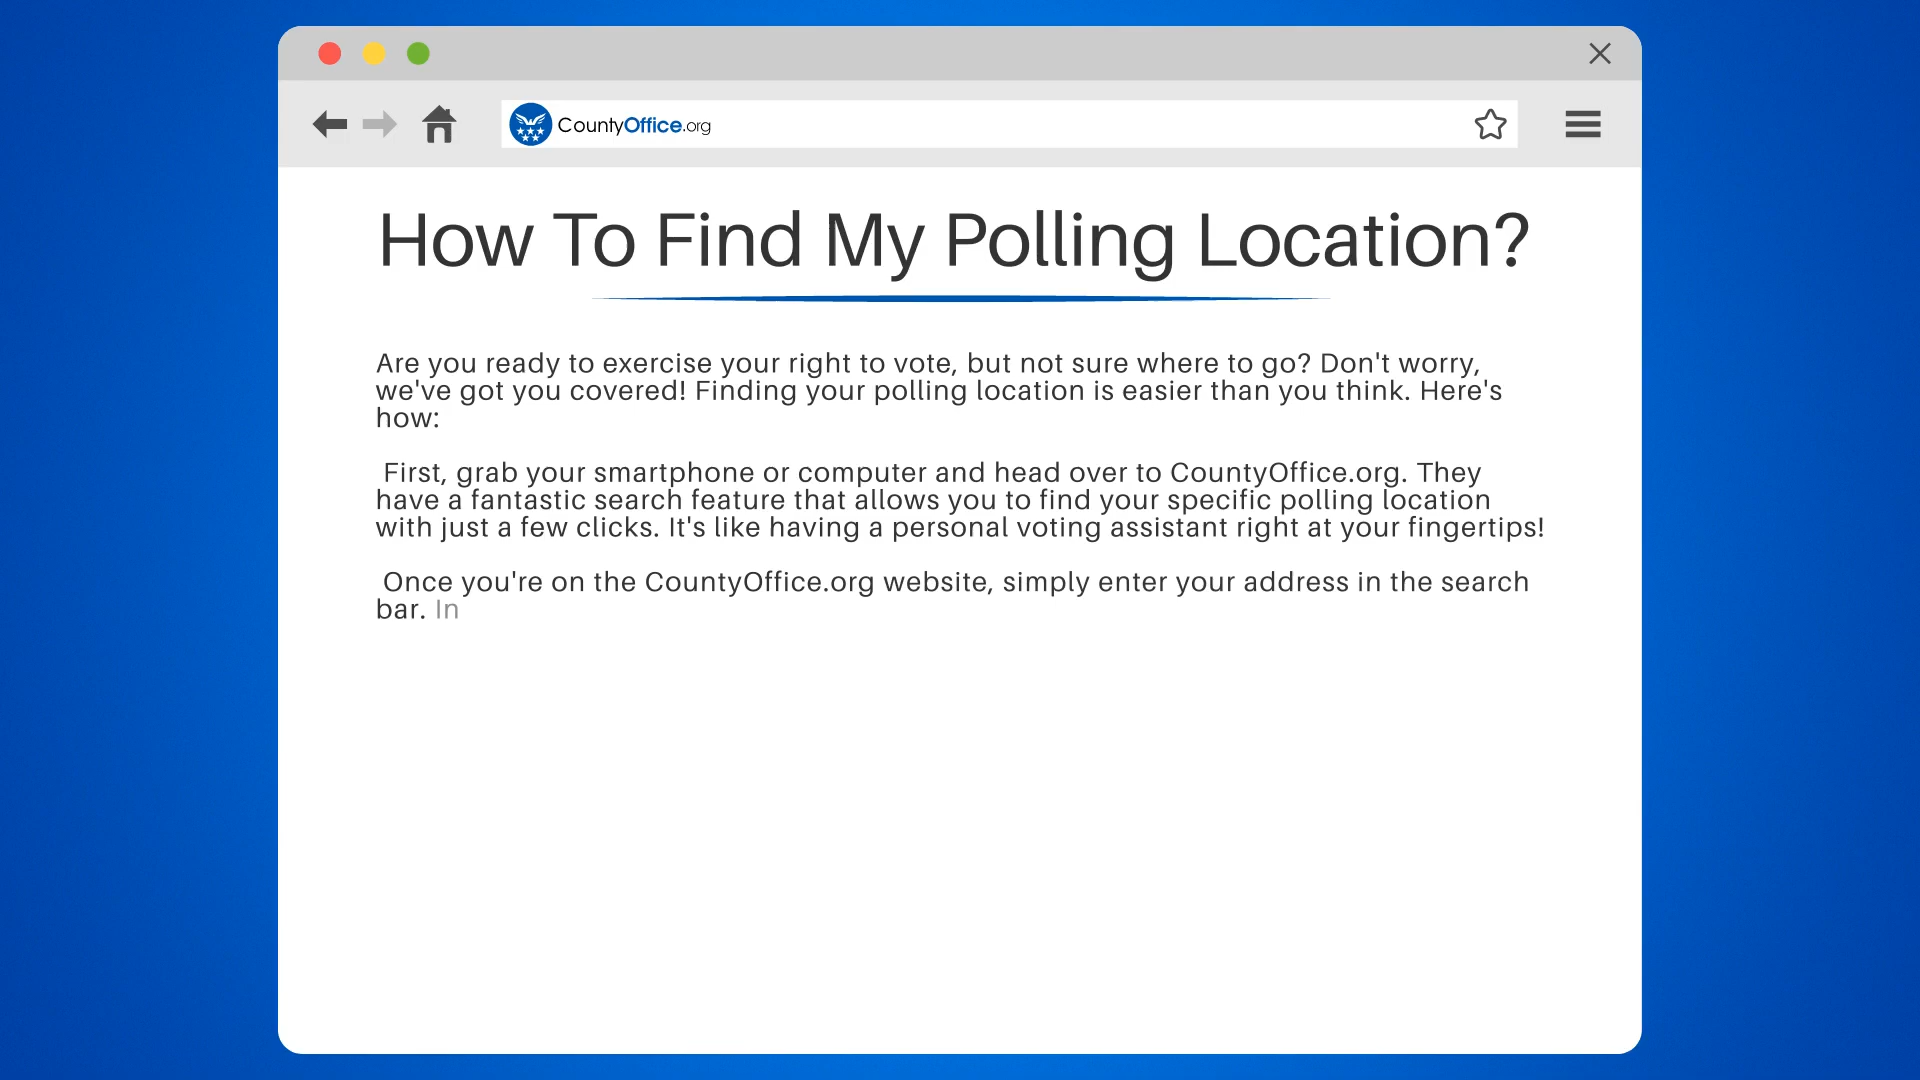 CountyOffice.org
How To Find My Polling Location?
Are you ready to exercise your right to vote, but not sure where to go? Don't worry,
we've got you covered! Finding your polling location is easier than you think. Here's
how:
First, grab your smartphone or computer and head over to CountyOffice.org. They
have a fantastic search feature that allows you to find your specific polling location
with just a few clicks. It's like having a personal voting assistant right at your fingertips!
Once you're on the CountyOffice.org website, simply enter your address in the search
bar. In